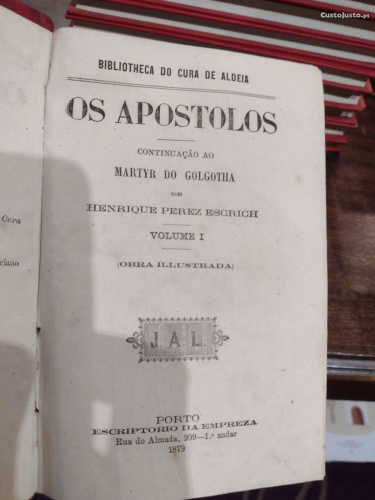 CustoJusto.pt
BIBLIOTHECA DO CURA DE ALDEIA
OS APOSTOLOS
CONTINUAÇÃO AO
MARTYR DO GOLGOTHA
DE
HENRIQUE PEREZ ESCRICH
VOLUME I
(OBRA ILLUSTRADA)
J. A. L.
PORTO
ESCRIPTORIO DA EMPREZA
Rua do Almada, 209—1.º andar
1879
Cura